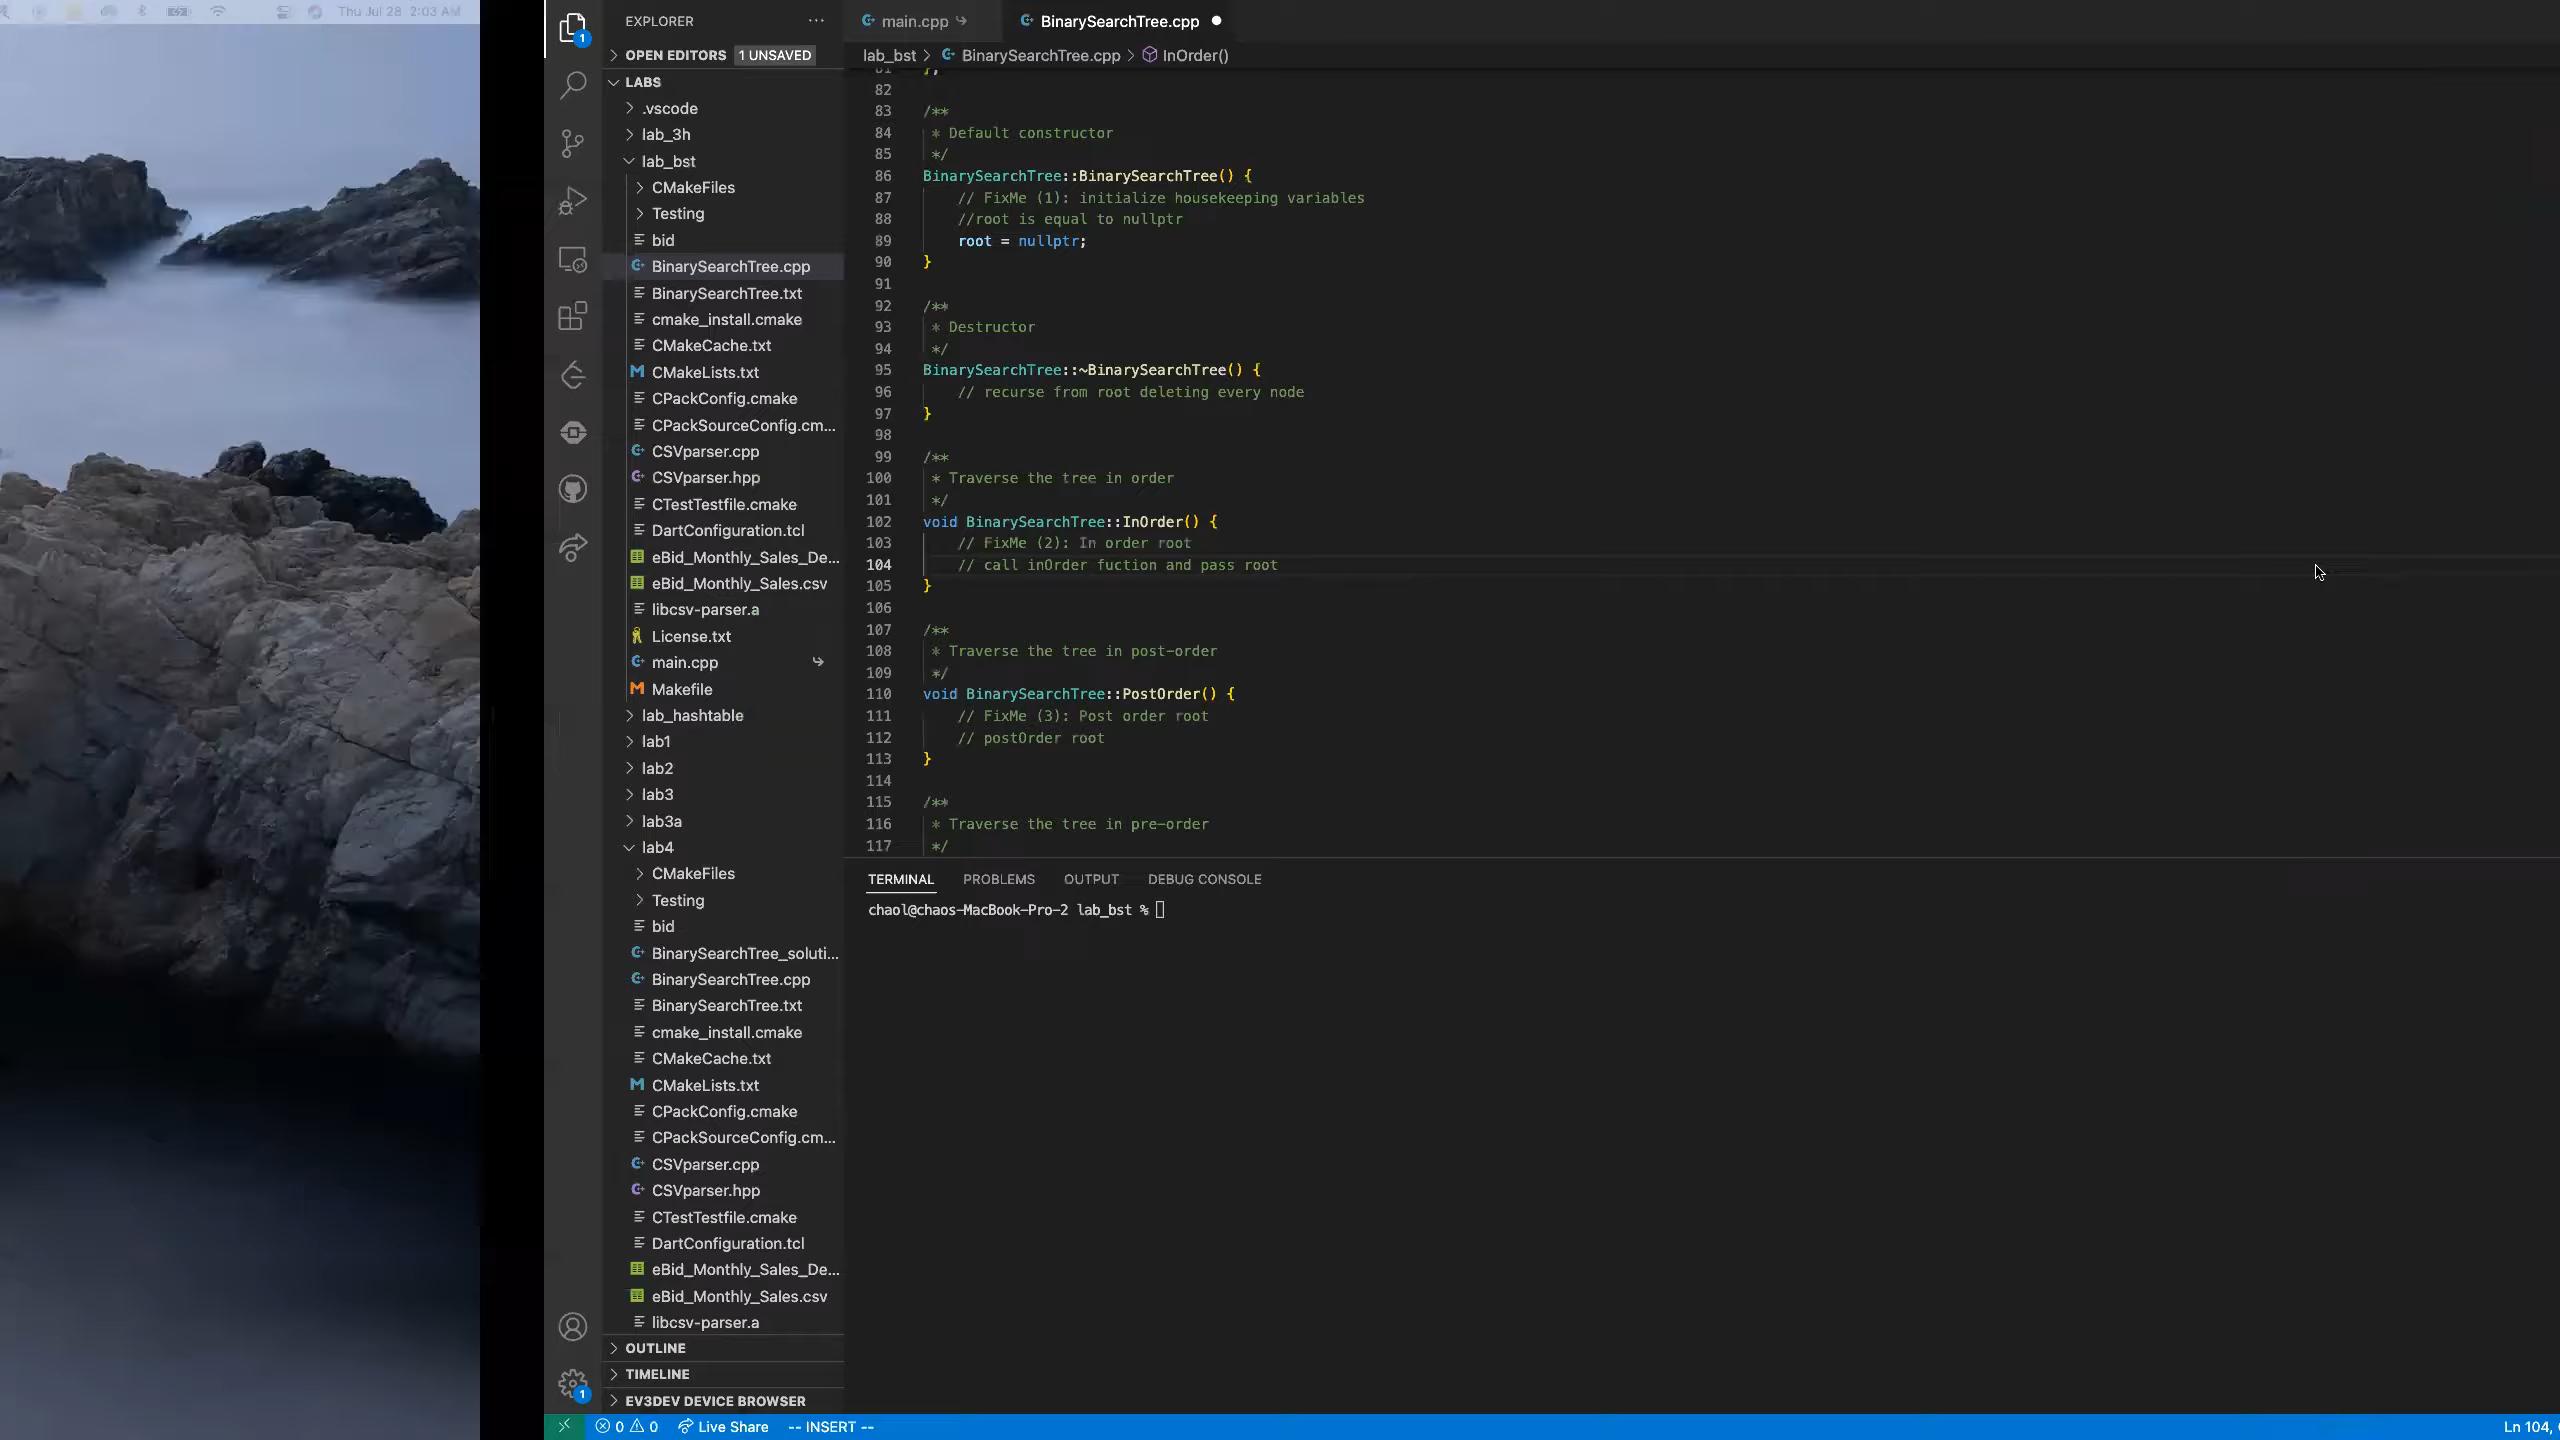 Thu Jul 28 2:03 AM
EXPLORER
OPEN EDITORS 1 UNSAVED
LABS
.vscode
lab_3h
lab_bst
CMakeFiles
Testing
bid
BinarySearchTree.cpp
BinarySearchTree.txt
cmake_install.cmake
CMakeCache.txt
CMakeLists.txt
CPackConfig.cmake
CPackSourceConfig.cm...
CSVparser.cpp
CSVparser.hpp
CTestTestfile.cmake
DartConfiguration.tcl
eBid_Monthly_Sales_De...
eBid_Monthly_Sales.csv
libcsv-parser.a
License.txt
main.cpp
Makefile
lab_hashtable
lab1
lab2
lab3
lab3a
lab4
CMakeFiles
Testing
bid
BinarySearchTree_soluti...
BinarySearchTree.cpp
BinarySearchTree.txt
cmake_install.cmake
CMakeCache.txt
CMakeLists.txt
CPackConfig.cmake
CPackSourceConfig.cm...
CSVparser.cpp
CSVparser.hpp
CTestTestfile.cmake
DartConfiguration.tcl
eBid_Monthly_Sales_De...
eBid_Monthly_Sales.csv
libcsv-parser.a
OUTLINE
TIMELINE
EV3DEV DEVICE BROWSER
main.cpp BinarySearchTree.cpp
lab_bst > BinarySearchTree.cpp > InOrder()
81 };
82
83 /**
84 * Default constructor
85 */
86 BinarySearchTree::BinarySearchTree() {
87 // FixMe (1): initialize housekeeping variables
88 //root is equal to nullptr
89 root = nullptr;
90 }
91
92 /**
93 * Destructor
94 */
95 BinarySearchTree::~BinarySearchTree() {
96 // recurse from root deleting every node
97 }
98
99 /**
100 * Traverse the tree in order
101 */
102 void BinarySearchTree::InOrder() {
103 // FixMe (2): In order root
104 // call inOrder fuction and pass root
105 }
106
107 /**
108 * Traverse the tree in post-order
109 */
110 void BinarySearchTree::PostOrder() {
111 // FixMe (3): Post order root
112 // postOrder root
113 }
114
115 /**
116 * Traverse the tree in pre-order
117 */
TERMINAL PROBLEMS OUTPUT DEBUG CONSOLE
chaol@chaos-MacBook-Pro-2 lab_bst %
1
1
0 0 Live Share -- INSERT -- Ln 104,